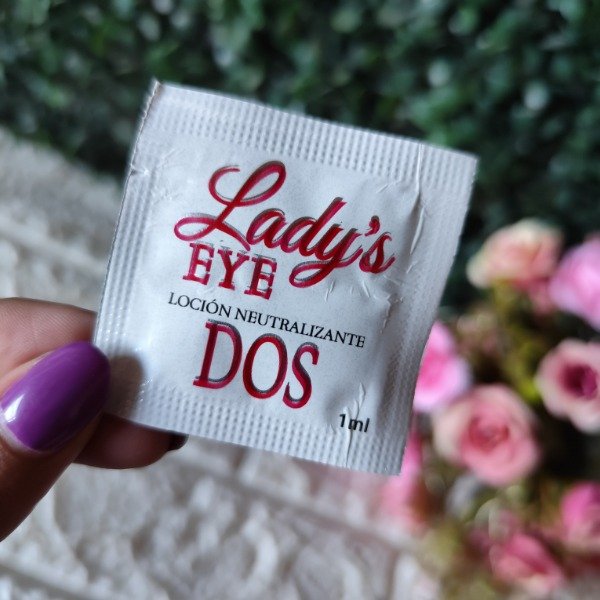 Lady's
EYE
LOCIÓN NEUTRALIZANTE
DOS
1ml